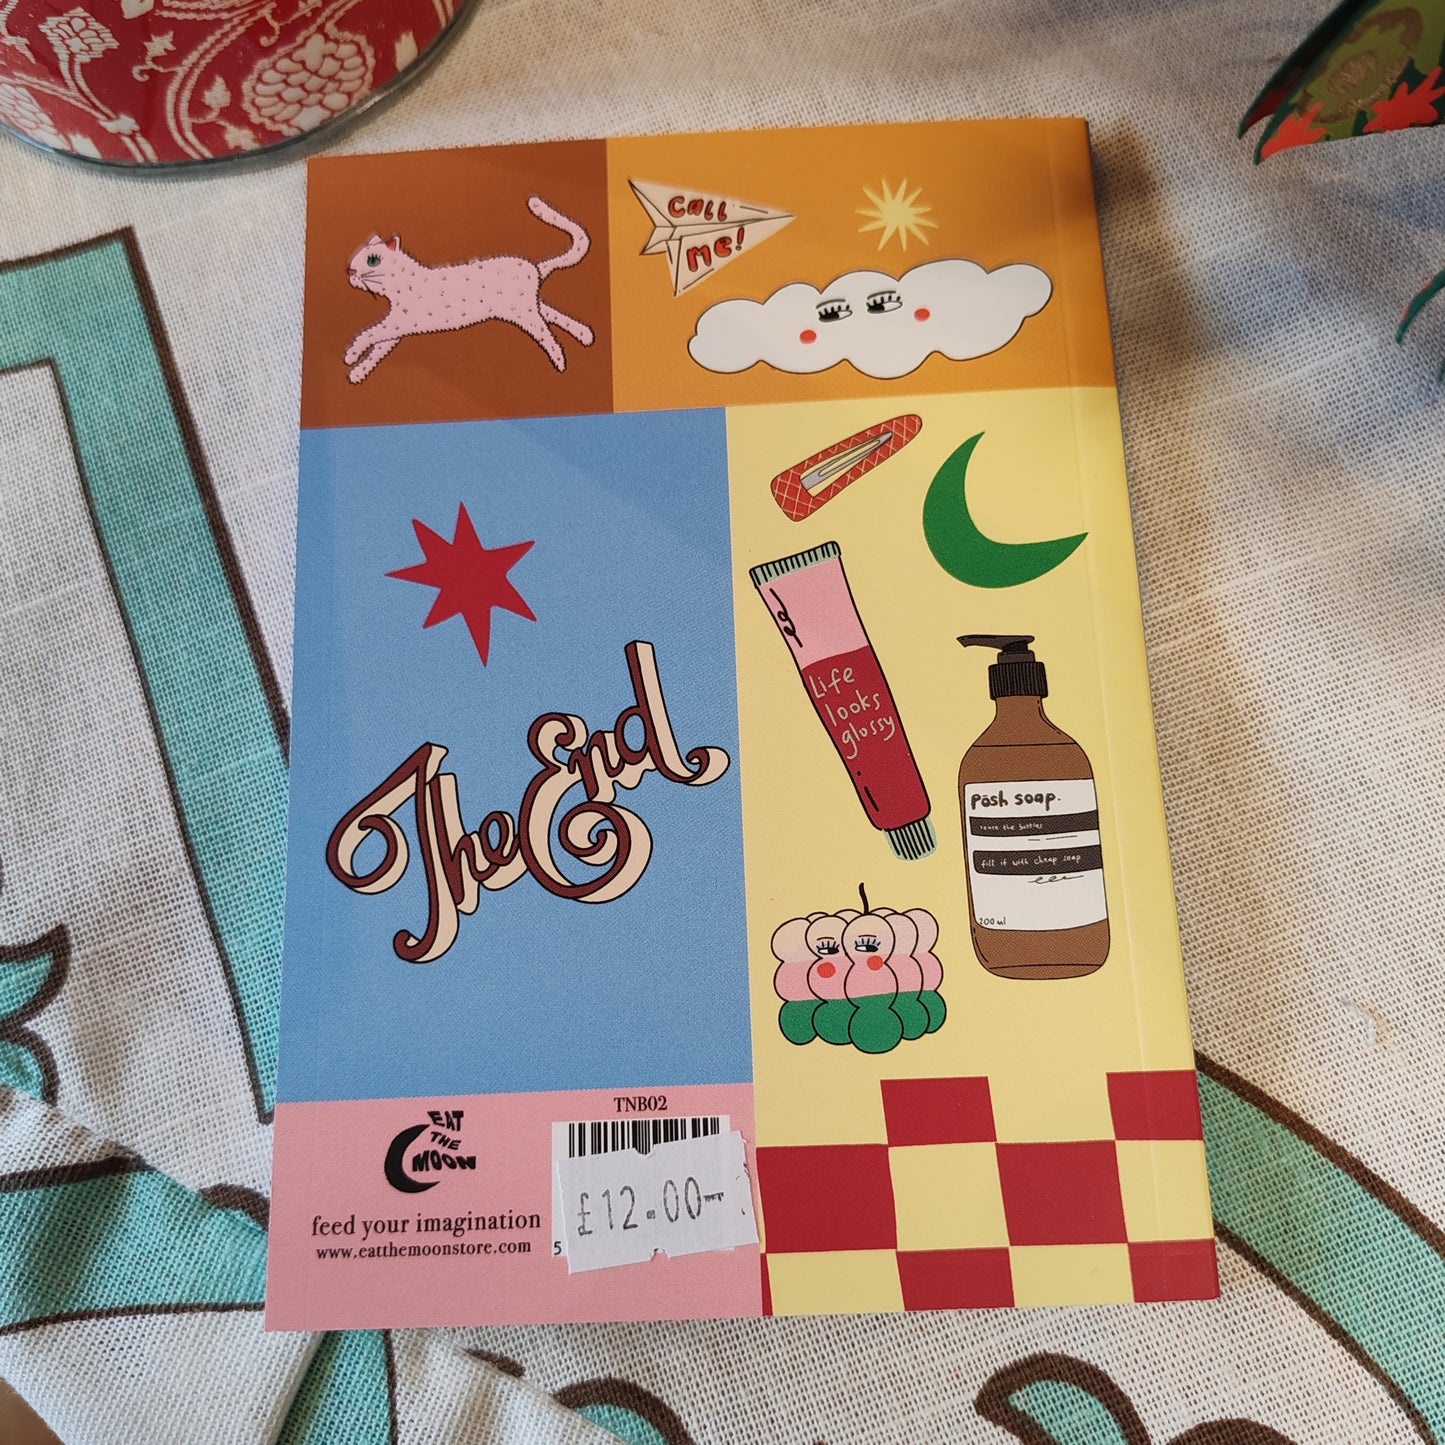 call
me!
Life
looks
glossy
Pōsh soap.
reuse the bottles
fill it with cheap soap
200 ml
The End
TNB02
EAT
THE
MOON
feed your imagination
www.eatthemoonstore.com
£12.00
5